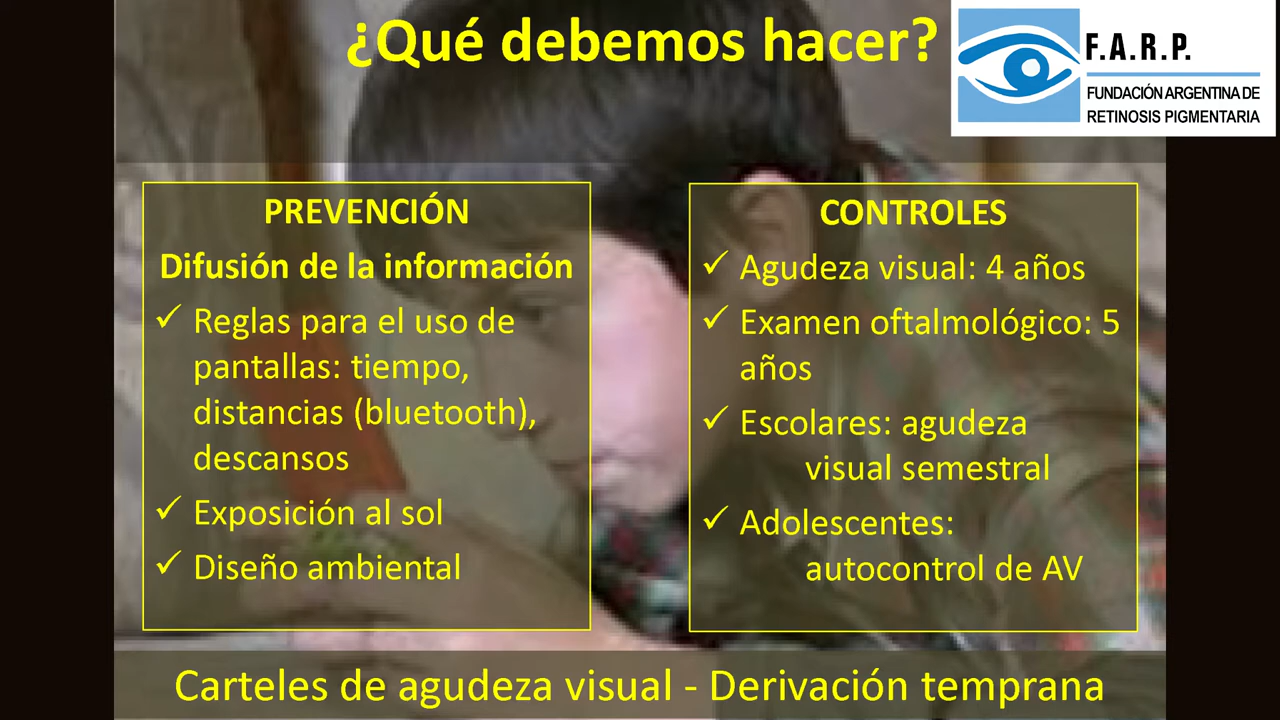 ¿Qué debemos hacer?
F.A.R.P.
FUNDACIÓN ARGENTINA DE
RETINOSIS PIGMENTARIA
PREVENCIÓN
Difusión de la información
✓ Reglas para el uso de
pantallas: tiempo,
distancias (bluetooth),
descansos
✓ Exposición al sol
✓ Diseño ambiental
CONTROLES
✓ Agudeza visual: 4 años
✓ Examen oftalmológico: 5
años
✓ Escolares: agudeza
visual semestral
✓ Adolescentes:
autocontrol de AV
Carteles de agudeza visual - Derivación temprana